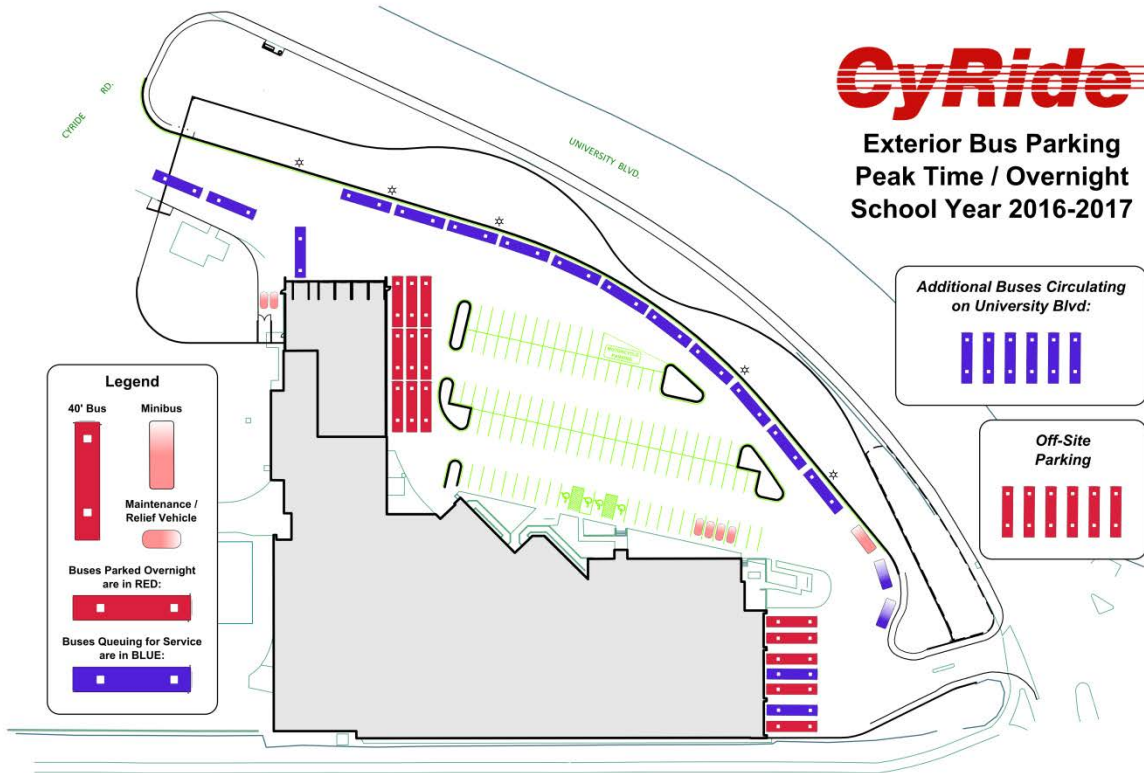 CyRide
Exterior Bus Parking
Peak Time / Overnight
School Year 2016-2017
CYRIDE RD.
UNIVERSITY BLVD.
MOTORCYCLE
PARKING
Additional Buses Circulating
on University Blvd:
Off-Site
Parking
Legend
40' Bus
Minibus
Maintenance /
Relief Vehicle
Buses Parked Overnight
are in RED:
Buses Queuing for Service
are in BLUE: